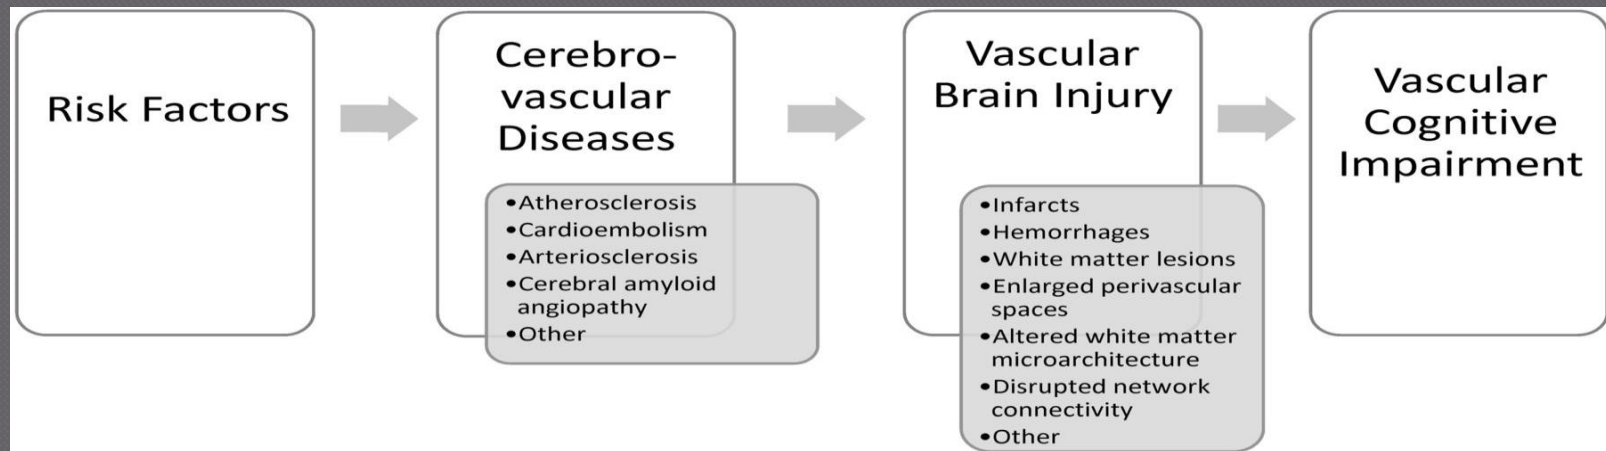 Risk Factors
Cerebro-
vascular
Diseases
•Atherosclerosis
•Cardioembolism
•Arteriosclerosis
•Cerebral amyloid
angiopathy
•Other
Vascular
Brain Injury
•Infarcts
•Hemorrhages
•White matter lesions
•Enlarged perivascular
spaces
•Altered white matter
microarchitecture
•Disrupted network
connectivity
•Other
Vascular
Cognitive
Impairment